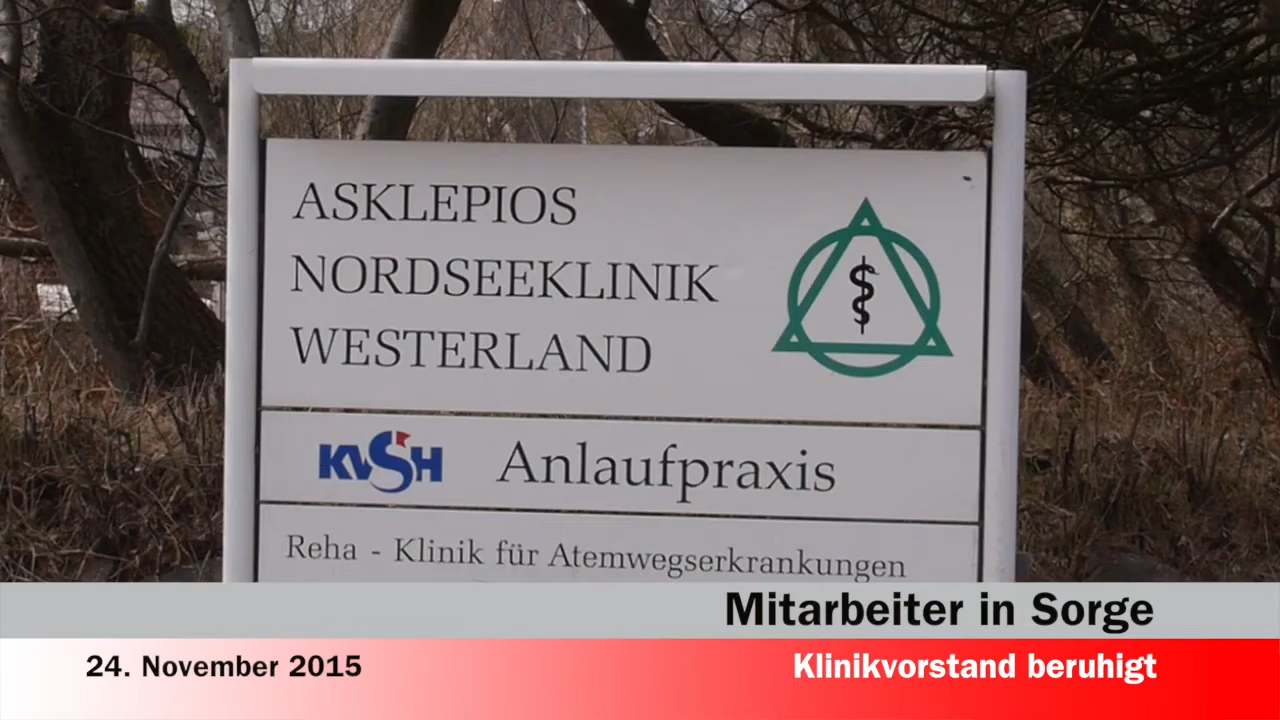 ASKLEPIOS
NORDSEEKLINIK
WESTERLAND
KVSH Anlaufpraxis
Reha - Klinik für Atemwegserkrankungen
Mitarbeiter in Sorge
24. November 2015
Klinikvorstand beruhigt